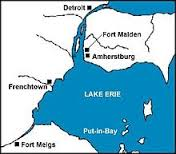 Detroit
Fort Malden
Amherstburg
Frenchtown
LAKE ERIE
Put-in-Bay
Fort Meigs